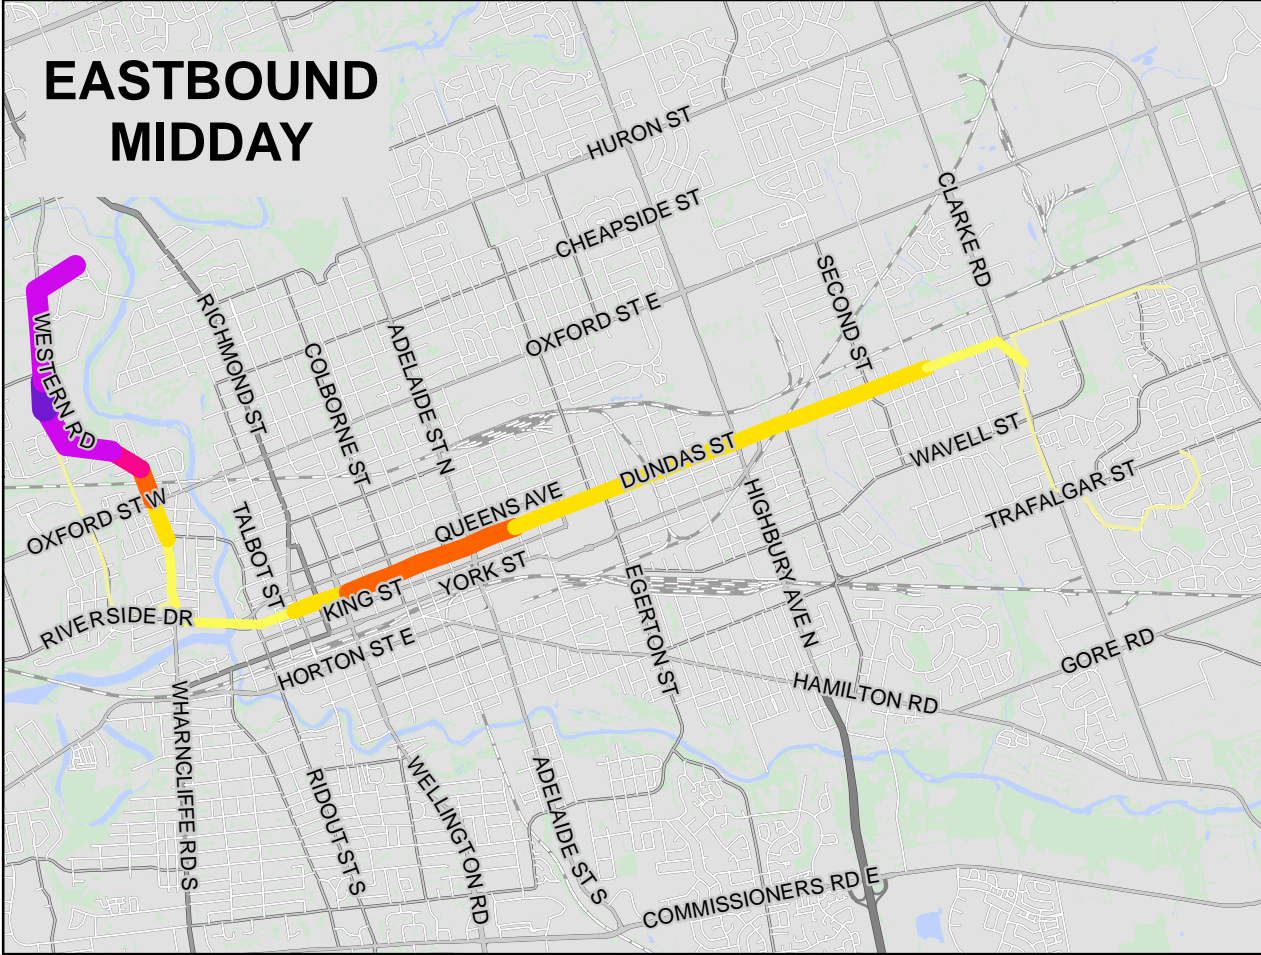 EASTBOUND
MIDDAY
HURON ST
CHEAPSIDE ST
CLARKE RD
SECOND ST
OXFORD ST E
RICHMOND ST
WESTERN RD
ADELAIDE ST N
COLBORNE ST
WAVELL ST
DUNDAS ST
TRAFALGAR ST
OXFORD ST W
QUEENS AVE
TALBOT ST
HIGHBURY AVE N
YORK ST
KING ST
EGERTON ST
RIVERSIDE DR
HORTON ST E
GORE RD
HAMILTON RD
WHARNCLIFFE RD S
RIDOUT ST S
WELLINGTON RD
ADELAIDE ST S
COMMISSIONERS RD E